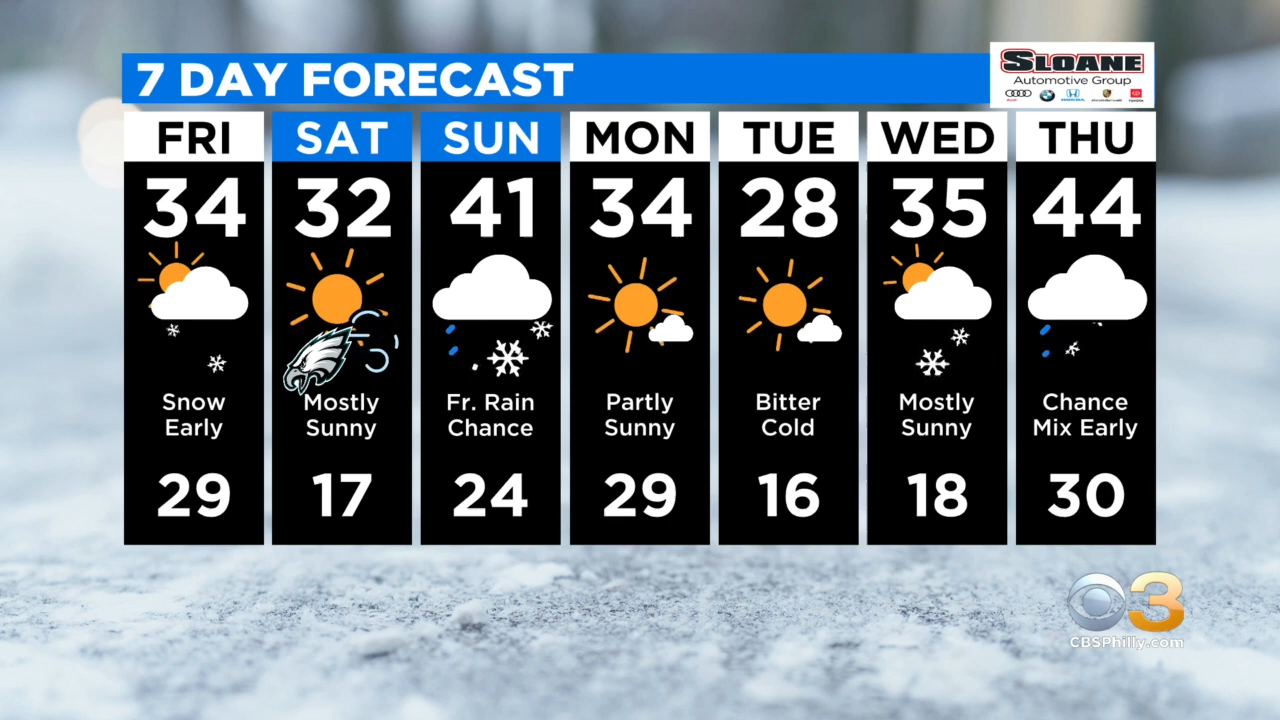 7 DAY FORECAST
SLOANE
Automotive Group
FRI
34
Snow
Early
29
SAT
32
Mostly
Sunny
17
SUN
41
Fr. Rain
Chance
24
MON
34
Partly
Sunny
29
TUE
28
Bitter
Cold
16
WED
35
Mostly
Sunny
18
THU
44
Chance
Mix Early
30
3
CBSPhilly.com